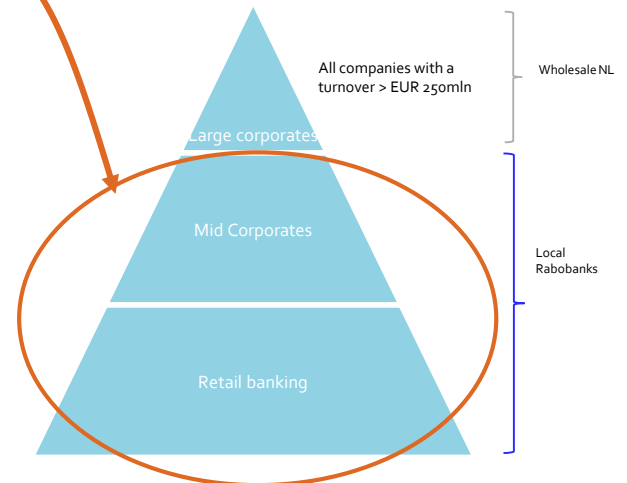 All companies with a
turnover > EUR 250mln
Wholesale NL
Large corporates
Mid Corporates
Local
Rabobanks
Retail banking